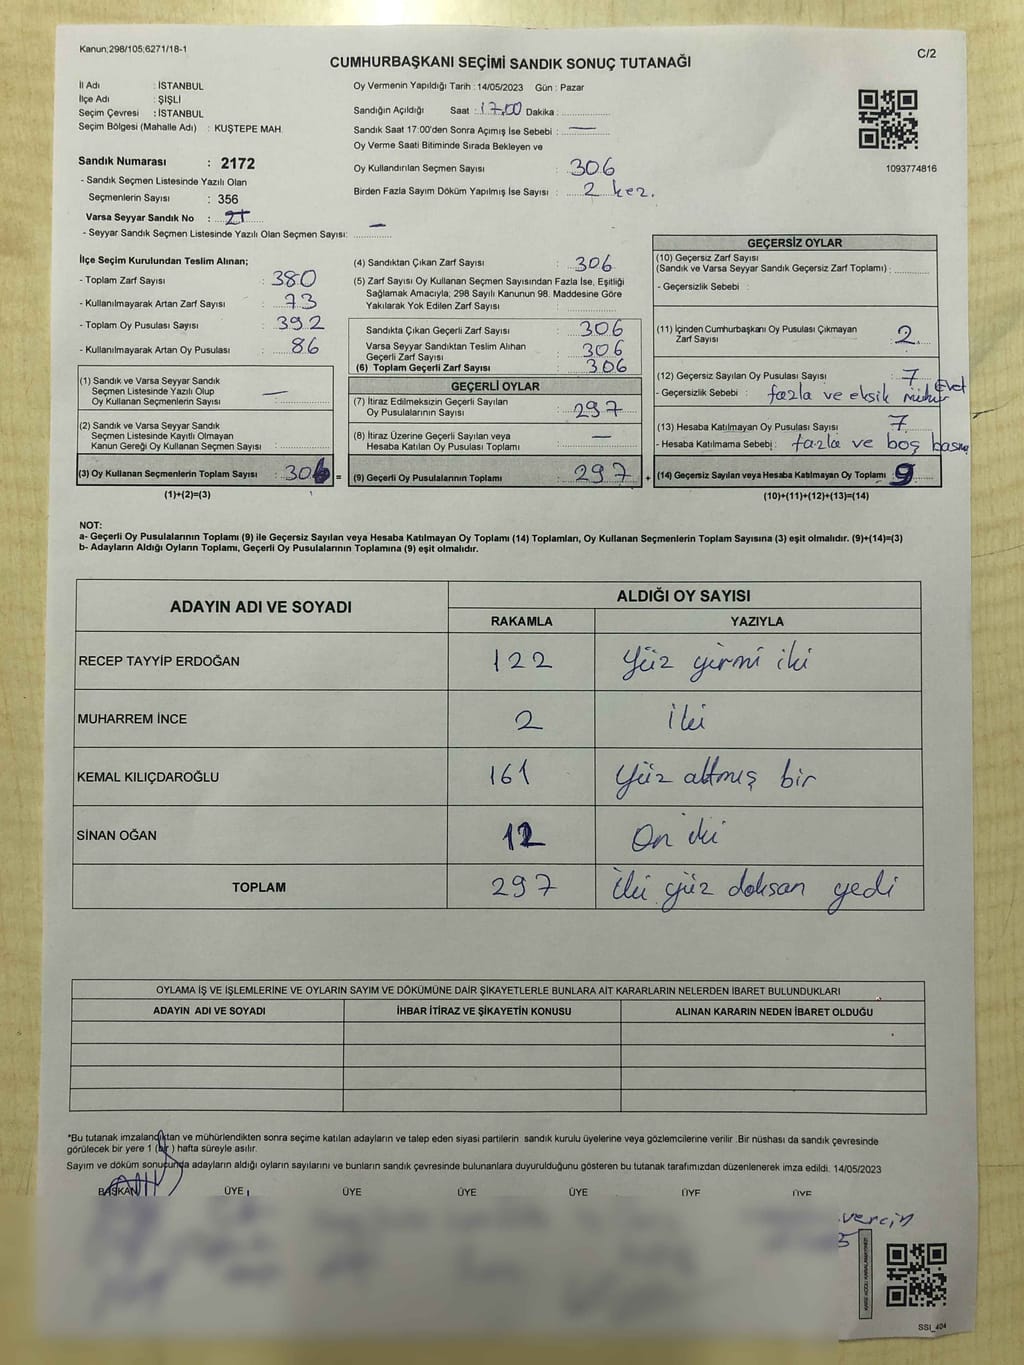 Kanun;298/105;6271/18-1
C/2
CUMHURBAŞKANI SEÇİMİ SANDIK SONUÇ TUTANAĞI
İl Adı : İSTANBUL
İlçe Adı : ŞİŞLİ
Seçim Çevresi : İSTANBUL
Seçim Bölgesi (Mahalle Adı) : KUŞTEPE MAH.
Sandık Numarası : 2172
- Sandık Seçmen Listesinde Yazılı Olan
Seçmenlerin Sayısı : 356
Varsa Seyyar Sandık No :
- Seyyar Sandık Seçmen Listesinde Yazılı Olan Seçmen Sayısı: —
Oy Vermenin Yapıldığı Tarih : 14/05/2023 Gün : Pazar
Sandığın Açıldığı Saat : 17.00 Dakika :
Sandık Saat 17:00'den Sonra Açımış İse Sebebi : —
Oy Verme Saati Bitiminde Sırada Bekleyen ve
Oy Kullandırılan Seçmen Sayısı : 306
Birden Fazla Sayım Döküm Yapılmış İse Sayısı : 2 kez.
1093774816
İlçe Seçim Kurulundan Teslim Alınan;
- Toplam Zarf Sayısı : 380
- Kullanılmayarak Artan Zarf Sayısı : 73
- Toplam Oy Pusulası Sayısı : 392
- Kullanılmayarak Artan Oy Pusulası : 86
(1) Sandık ve Varsa Seyyar Sandık
Seçmen Listesinde Yazılı Olup
Oy Kullanan Seçmenlerin Sayısı : —
(2) Sandık ve Varsa Seyyar Sandık
Seçmen Listesinde Kayıtlı Olmayan
Kanun Gereği Oy Kullanan Seçmen Sayısı :
(3) Oy Kullanan Seçmenlerin Toplam Sayısı : 306 =
(1)+(2)=(3)
(4) Sandıktan Çıkan Zarf Sayısı : 306
(5) Zarf Sayısı Oy Kullanan Seçmen Sayısından Fazla İse, Eşitliği
Sağlamak Amacıyla; 298 Sayılı Kanunun 98. Maddesine Göre
Yakılarak Yok Edilen Zarf Sayısı :
Sandıkta Çıkan Geçerli Zarf Sayısı : 306
Varsa Seyyar Sandıktan Teslim Alıhan
Geçerli Zarf Sayısı : 306
(6) Toplam Geçerli Zarf Sayısı : 306
GEÇERLİ OYLAR
(7) İtiraz Edilmeksizin Geçerli Sayılan
Oy Pusulalarının Sayısı : 297
(8) İtiraz Üzerine Geçerli Sayılan veya
Hesaba Katılan Oy Pusulası Toplamı : —
(9) Geçerli Oy Pusulalarının Toplamı : 297 +
GEÇERSİZ OYLAR
(10) Geçersiz Zarf Sayısı
(Sandık ve Varsa Seyyar Sandık Geçersiz Zarf Toplamı) :
- Geçersizlik Sebebi :
(11) İçinden Cumhurbaşkanı Oy Pusulası Çıkmayan
Zarf Sayısı : 2
(12) Geçersiz Sayılan Oy Pusulası Sayısı : 7
- Geçersizlik Sebebi : fazla ve eksik mühür Evet
(13) Hesaba Katılmayan Oy Pusulası Sayısı : 7
- Hesaba Katılmama Sebebi : fazla ve boş basma
(14) Geçersiz Sayılan veya Hesaba Katılmayan Oy Toplamı : 9
(10)+(11)+(12)+(13)=(14)
NOT:
a- Geçerli Oy Pusulalarının Toplamı (9) ile Geçersiz Sayılan veya Hesaba Katılmayan Oy Toplamı (14) Toplamları, Oy Kullanan Seçmenlerin Toplam Sayısına (3) eşit olmalıdır. (9)+(14)=(3)
b- Adayların Aldığı Oyların Toplamı, Geçerli Oy Pusulalarının Toplamına (9) eşit olmalıdır.
ADAYIN ADI VE SOYADI
ALDIĞI OY SAYISI
RAKAMLA YAZIYLA
RECEP TAYYİP ERDOĞAN 122 Yüz yirmi iki
MUHARREM İNCE 2 İki
KEMAL KILIÇDAROĞLU 161 Yüz altmış bir
SİNAN OĞAN 12 On iki
TOPLAM 297 İki yüz doksan yedi
OYLAMA İŞ VE İŞLEMLERİNE VE OYLARIN SAYIM VE DÖKÜMÜNE DAİR ŞİKAYETLERLE BUNLARA AİT KARARLARIN NELERDEN İBARET BULUNDUKLARI
ADAYIN ADI VE SOYADI İHBAR İTİRAZ VE ŞİKAYETİN KONUSU ALINAN KARARIN NEDEN İBARET OLDUĞU
*Bu tutanak imzalandıktan ve mühürlendikten sonra seçime katılan adayların ve talep eden siyasi partilerin sandık kurulu üyelerine veya gözlemcilerine verilir .Bir nüshası da sandık çevresinde
görülecek bir yere 1 (bir) hafta süreyle asılır.
Sayım ve döküm sonucunda adayların aldığı oyların sayılarını ve bunların sandık çevresinde bulunanlara duyurulduğunu gösteren bu tutanak tarafımızdan düzenlenerek imza edildi. 14/05/2023
BAŞKAN ÜYE ÜYE ÜYE ÜYE ÜYE ÜYE
SSI_404